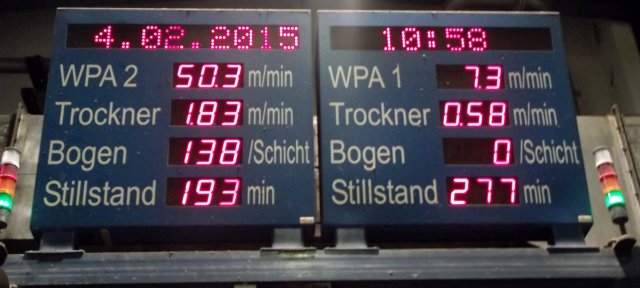 4.02.2015
WPA 2 50.3 m/min
Trockner 1.83 m/min
Bogen 138 /Schicht
Stillstand 193 min
10:58
WPA 1 7.3 m/min
Trockner 0.58 m/min
Bogen 0 /Schicht
Stillstand 277 min